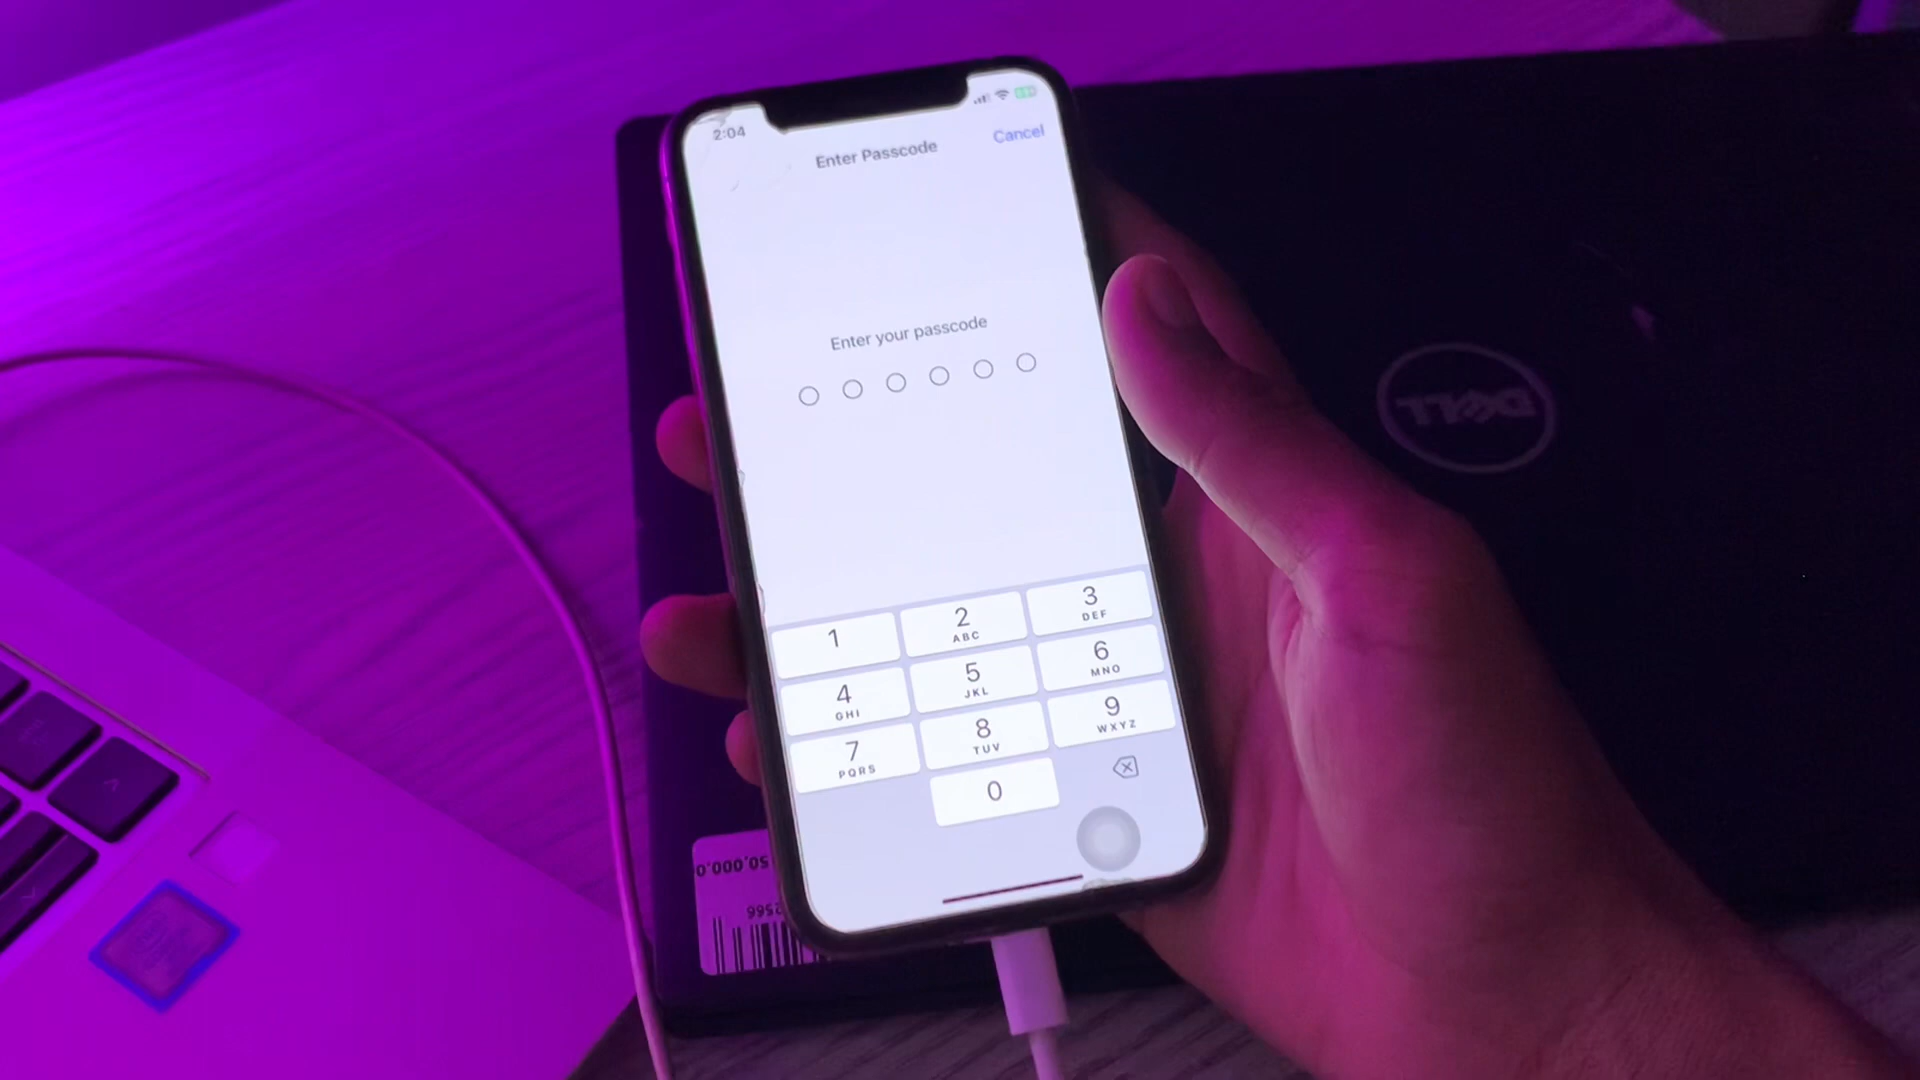 2:04
Enter Passcode
Cancel
Enter your passcode
1
2
ABC
3
DEF
4
GHI
5
JKL
6
MNO
7
PQRS
8
TUV
9
WXYZ
0
DELL